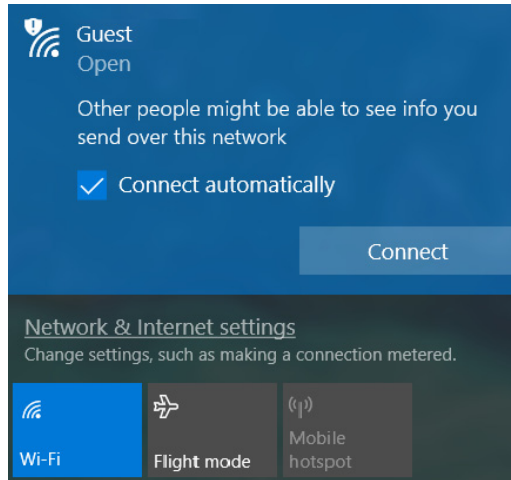 Guest
Open
Other people might be able to see info you
send over this network
Connect automatically
Connect
Network & Internet settings
Change settings, such as making a connection metered.
Wi-Fi
Flight mode
Mobile
hotspot